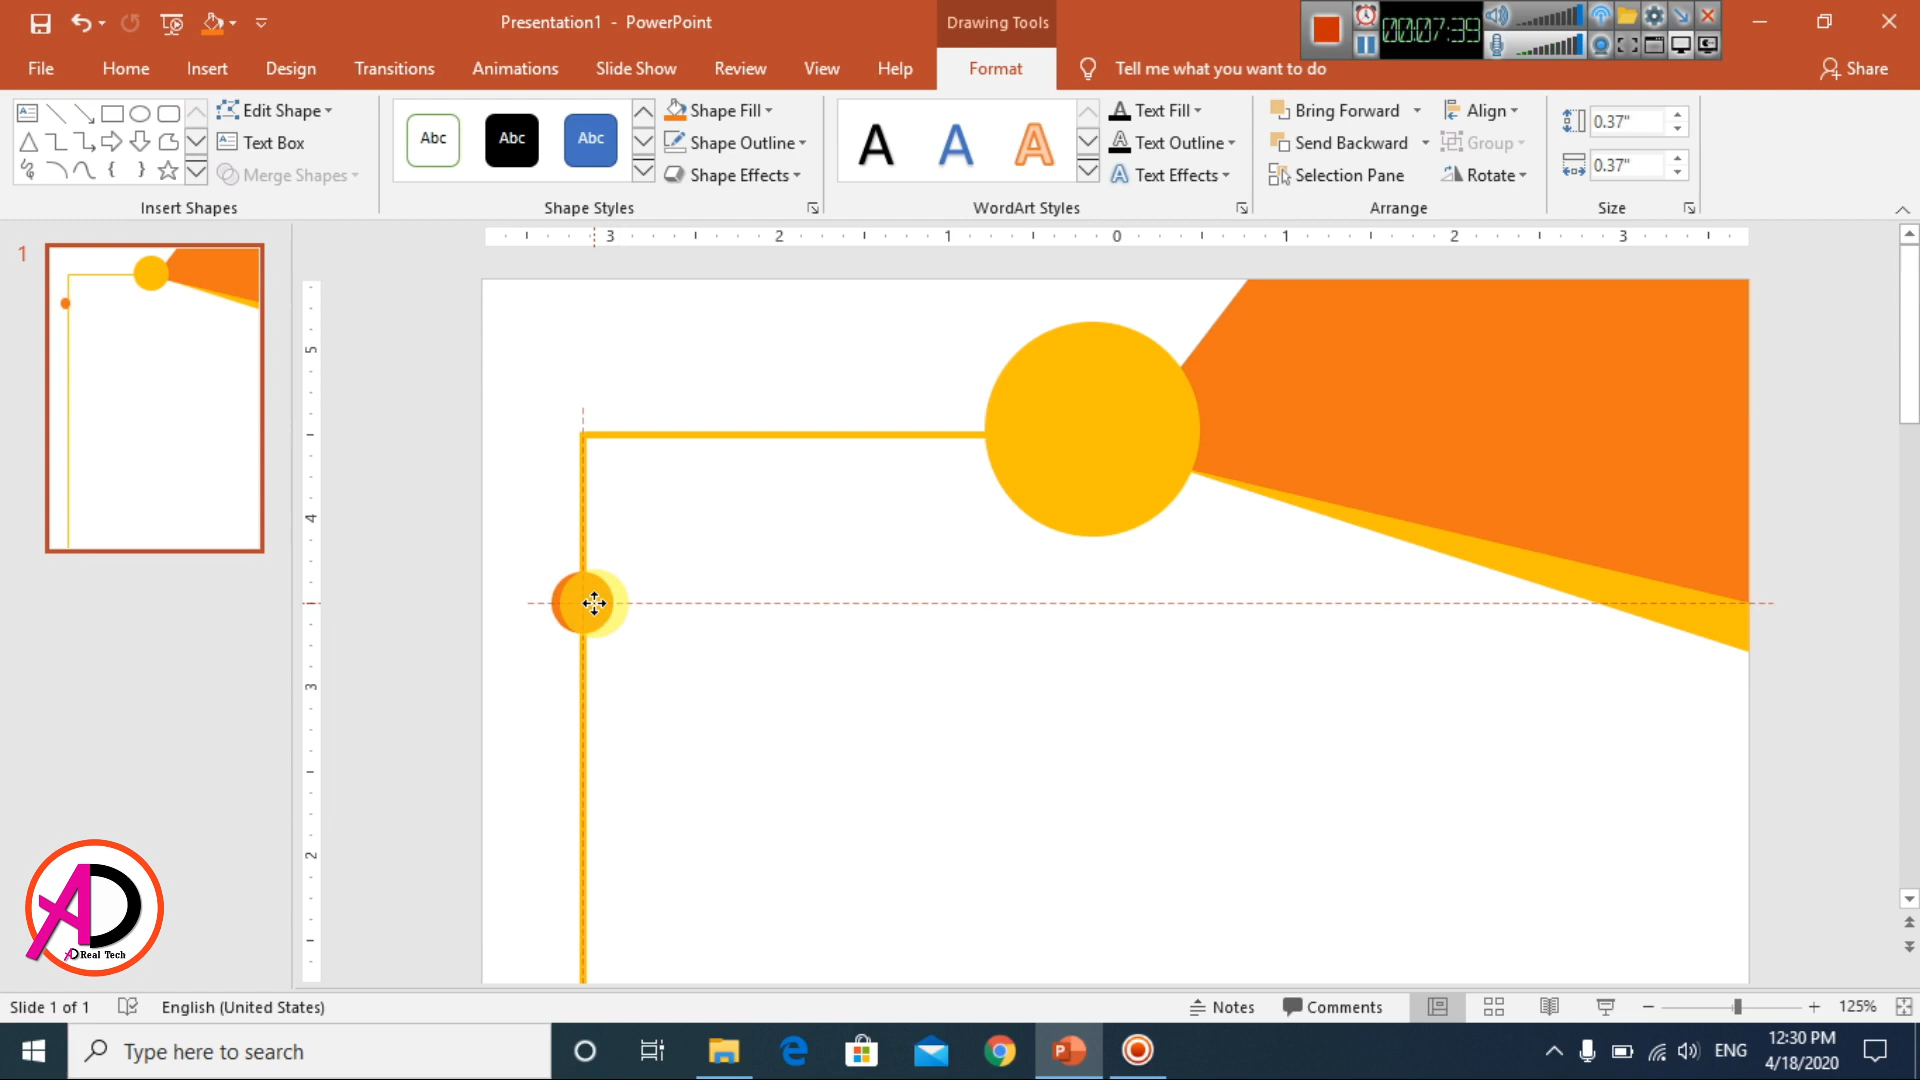 Presentation1 - PowerPoint
Drawing Tools
00:07:39
File Home Insert Design Transitions Animations Slide Show Review View Help Format Tell me what you want to do Share
Edit Shape
Text Box
Merge Shapes
Insert Shapes
Abc Abc Abc
Shape Fill
Shape Outline
Shape Effects
Shape Styles
A A A
Text Fill
Text Outline
Text Effects
WordArt Styles
Bring Forward
Send Backward
Selection Pane
Align
Group
Rotate
Arrange
0.37"
0.37"
Size
1
3 2 1 0 1 2 3
5
4
3
2
AD
AD Real Tech
Slide 1 of 1 English (United States) Notes Comments 125%
Type here to search
ENG
12:30 PM
4/18/2020